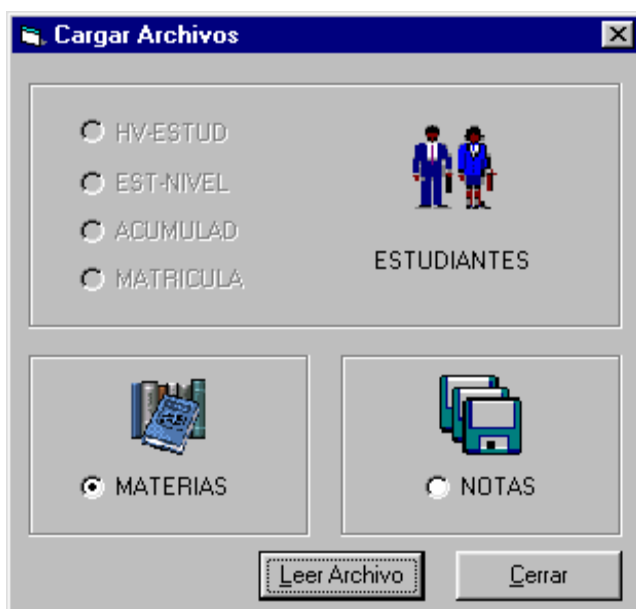 Cargar Archivos
HV-ESTUD
EST-NIVEL
ACUMULAD
MATRICULA
ESTUDIANTES
MATERIAS
NOTAS
Leer Archivo
Cerrar